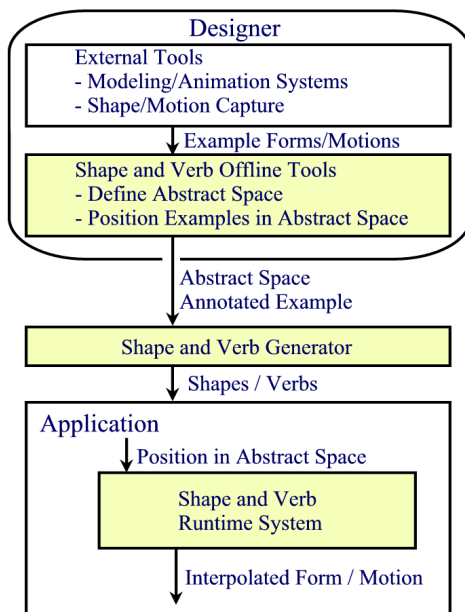 Designer
External Tools
- Modeling/Animation Systems
- Shape/Motion Capture
Example Forms/Motions
Shape and Verb Offline Tools
- Define Abstract Space
- Position Examples in Abstract Space
Abstract Space
Annotated Example
Shape and Verb Generator
Shapes / Verbs
Application
Position in Abstract Space
Shape and Verb
Runtime System
Interpolated Form / Motion